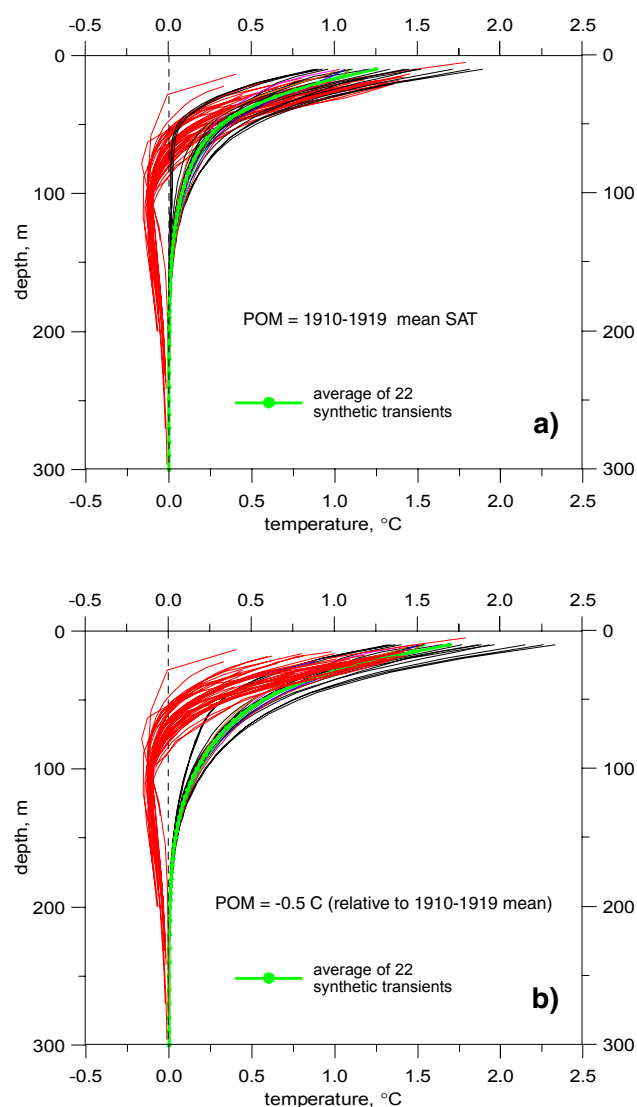 -0.5 0.0 0.5 1.0 1.5 2.0 2.5
0 0
100 100
200 200
300 300
depth, m
POM = 1910-1919 mean SAT
average of 22
synthetic transients
a)
-0.5 0.0 0.5 1.0 1.5 2.0 2.5
temperature, °C
-0.5 0.0 0.5 1.0 1.5 2.0 2.5
0 0
100 100
200 200
300 300
depth, m
POM = -0.5 C (relative to 1910-1919 mean)
average of 22
synthetic transients
b)
-0.5 0.0 0.5 1.0 1.5 2.0 2.5
temperature, °C